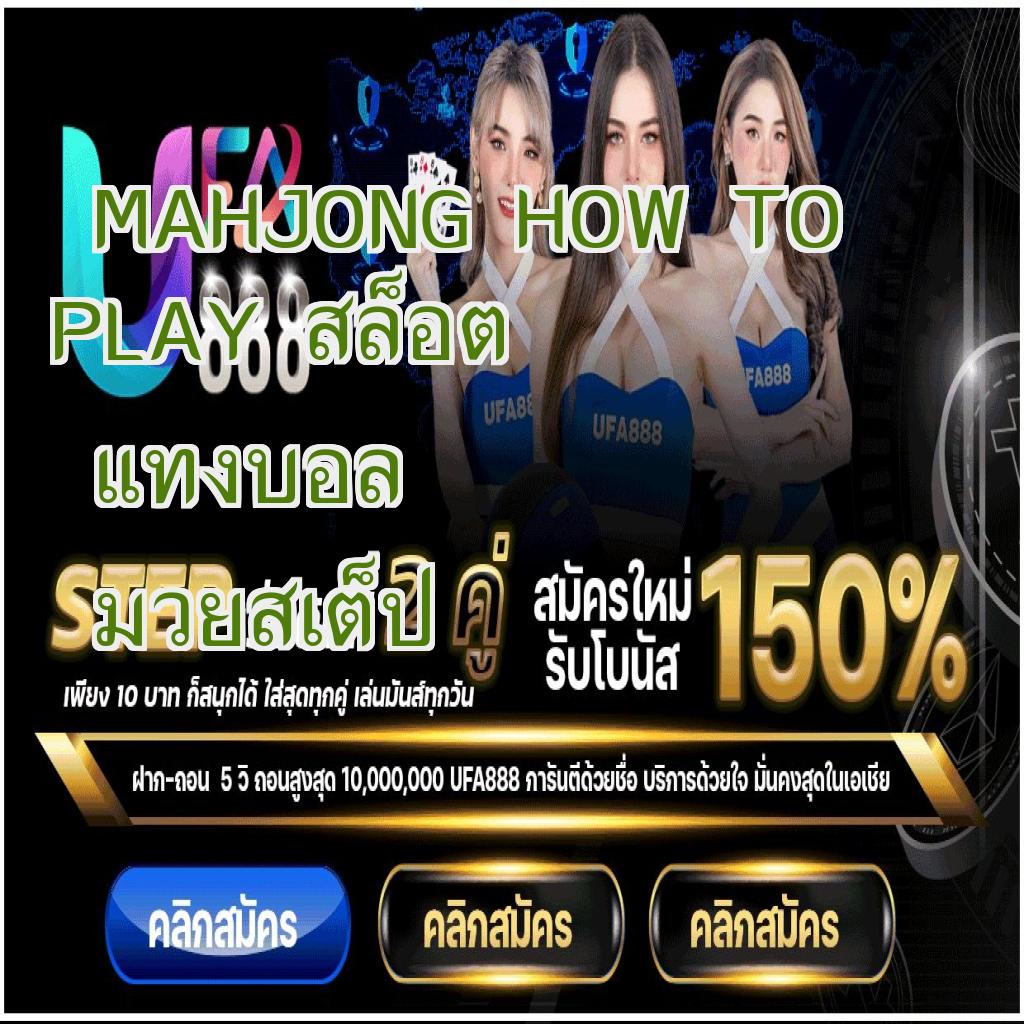 UFA
888
MAHJONG HOW TO
PLAY สล็อต
แทงบอล
มวยสเต็ป
UFA888
UFA888
UFA888
STEP
2 คู่
เพียง 10 บาท ก็สนุกได้ ใส่สุดทุกคู่ เล่นมันส์ทุกวัน
สมัครใหม่
รับโบนัส
150%
ฝาก-ถอน 5 วิ ถอนสูงสุด 10,000,000 UFA888 การันตีด้วยชื่อ บริการด้วยใจ มั่นคงสุดในเอเชีย
คลิกสมัคร
คลิกสมัคร
คลิกสมัคร